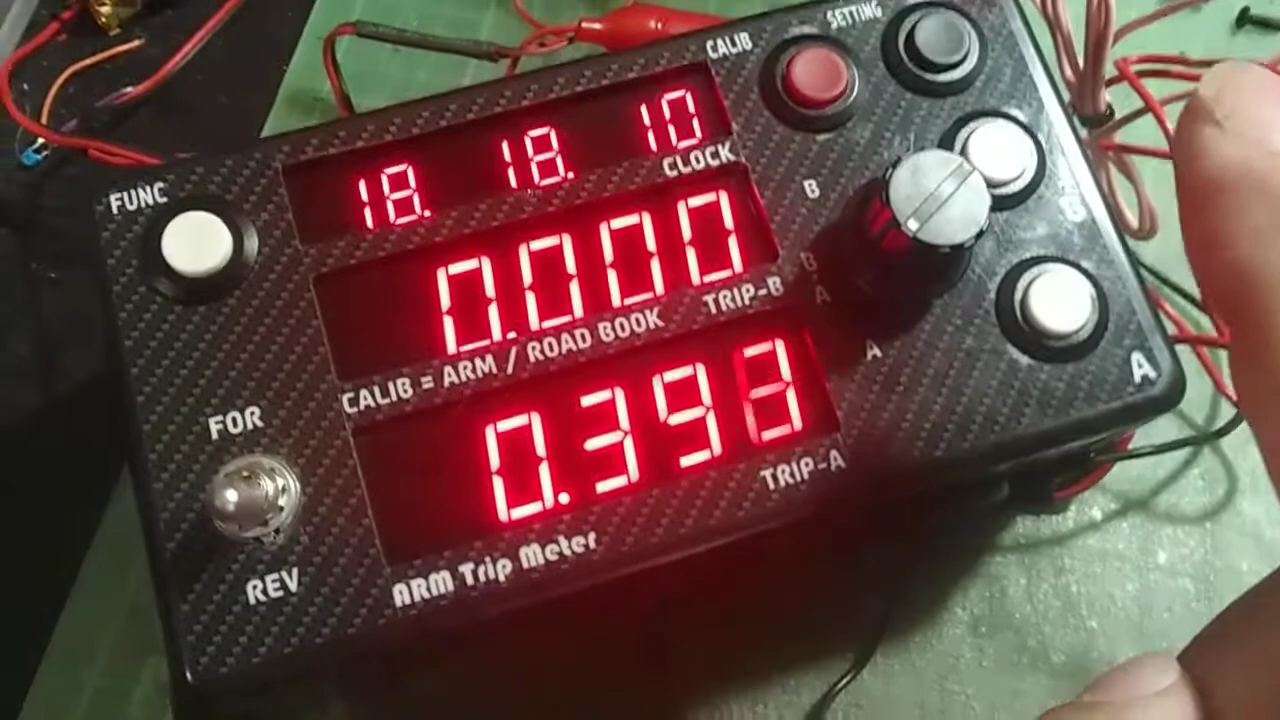 SETTING
CALIB
FUNC
18. 18. 10
CLOCK
B
B
0.000
TRIP-B
B
A
CALIB = ARM / ROAD BOOK
A
A
FOR
0.39
TRIP-A
ARM Trip Meter
REV